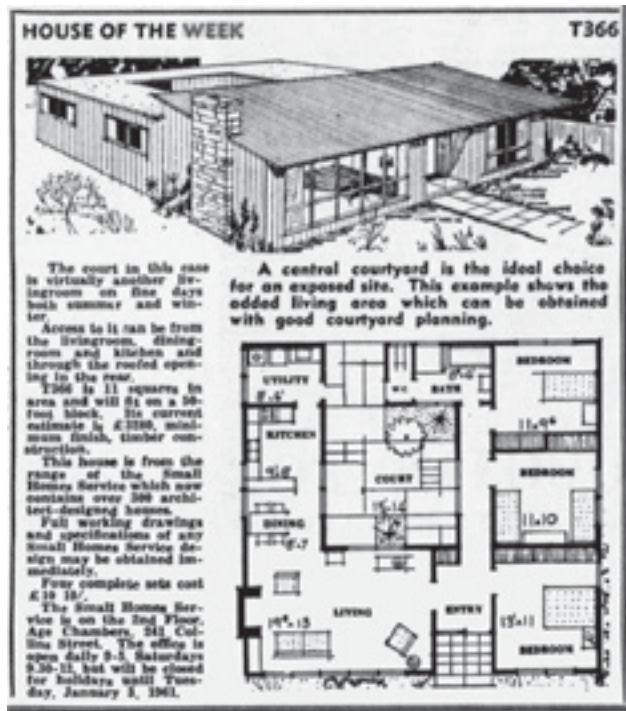 HOUSE OF THE WEEK
T366
The court in this case
is virtually another liv-
ingroom on fine days
both summer and win-
ter.
Access to it can be from
the livingroom, dining-
room and kitchen and
through the roofed open-
ing in the rear.
T366 is 11 squares in
area and will fit on a 50-
foot block. Its current
estimate is mini-
mum finish, timber con-
struction.
This house is from the
range of the Small
Homes Service which now
contains over 300 archi-
tect-designed houses.
Full working drawings
and specifications of any
Small Homes Service de-
sign may be obtained im-
mediately.
Four complete sets cost
£10 10/.
The Small Homes Ser-
vice is on the 2nd Floor,
Age Chambers, Col-
lins Street. The office is
open daily 9-5, Saturdays
9.30-12, but will be closed
for holidays until Tues-
day, January 3, 1961.
A central courtyard is the ideal choice
for an exposed site. This example shows the
added living area which can be obtained
with good courtyard planning.
UTILITY
W.C.
BATH
BEDROOM
11×9⁶
KITCHEN
COURT
BEDROOM
11×10
DINING
LIVING
ENTRY
13×11
BEDROOM